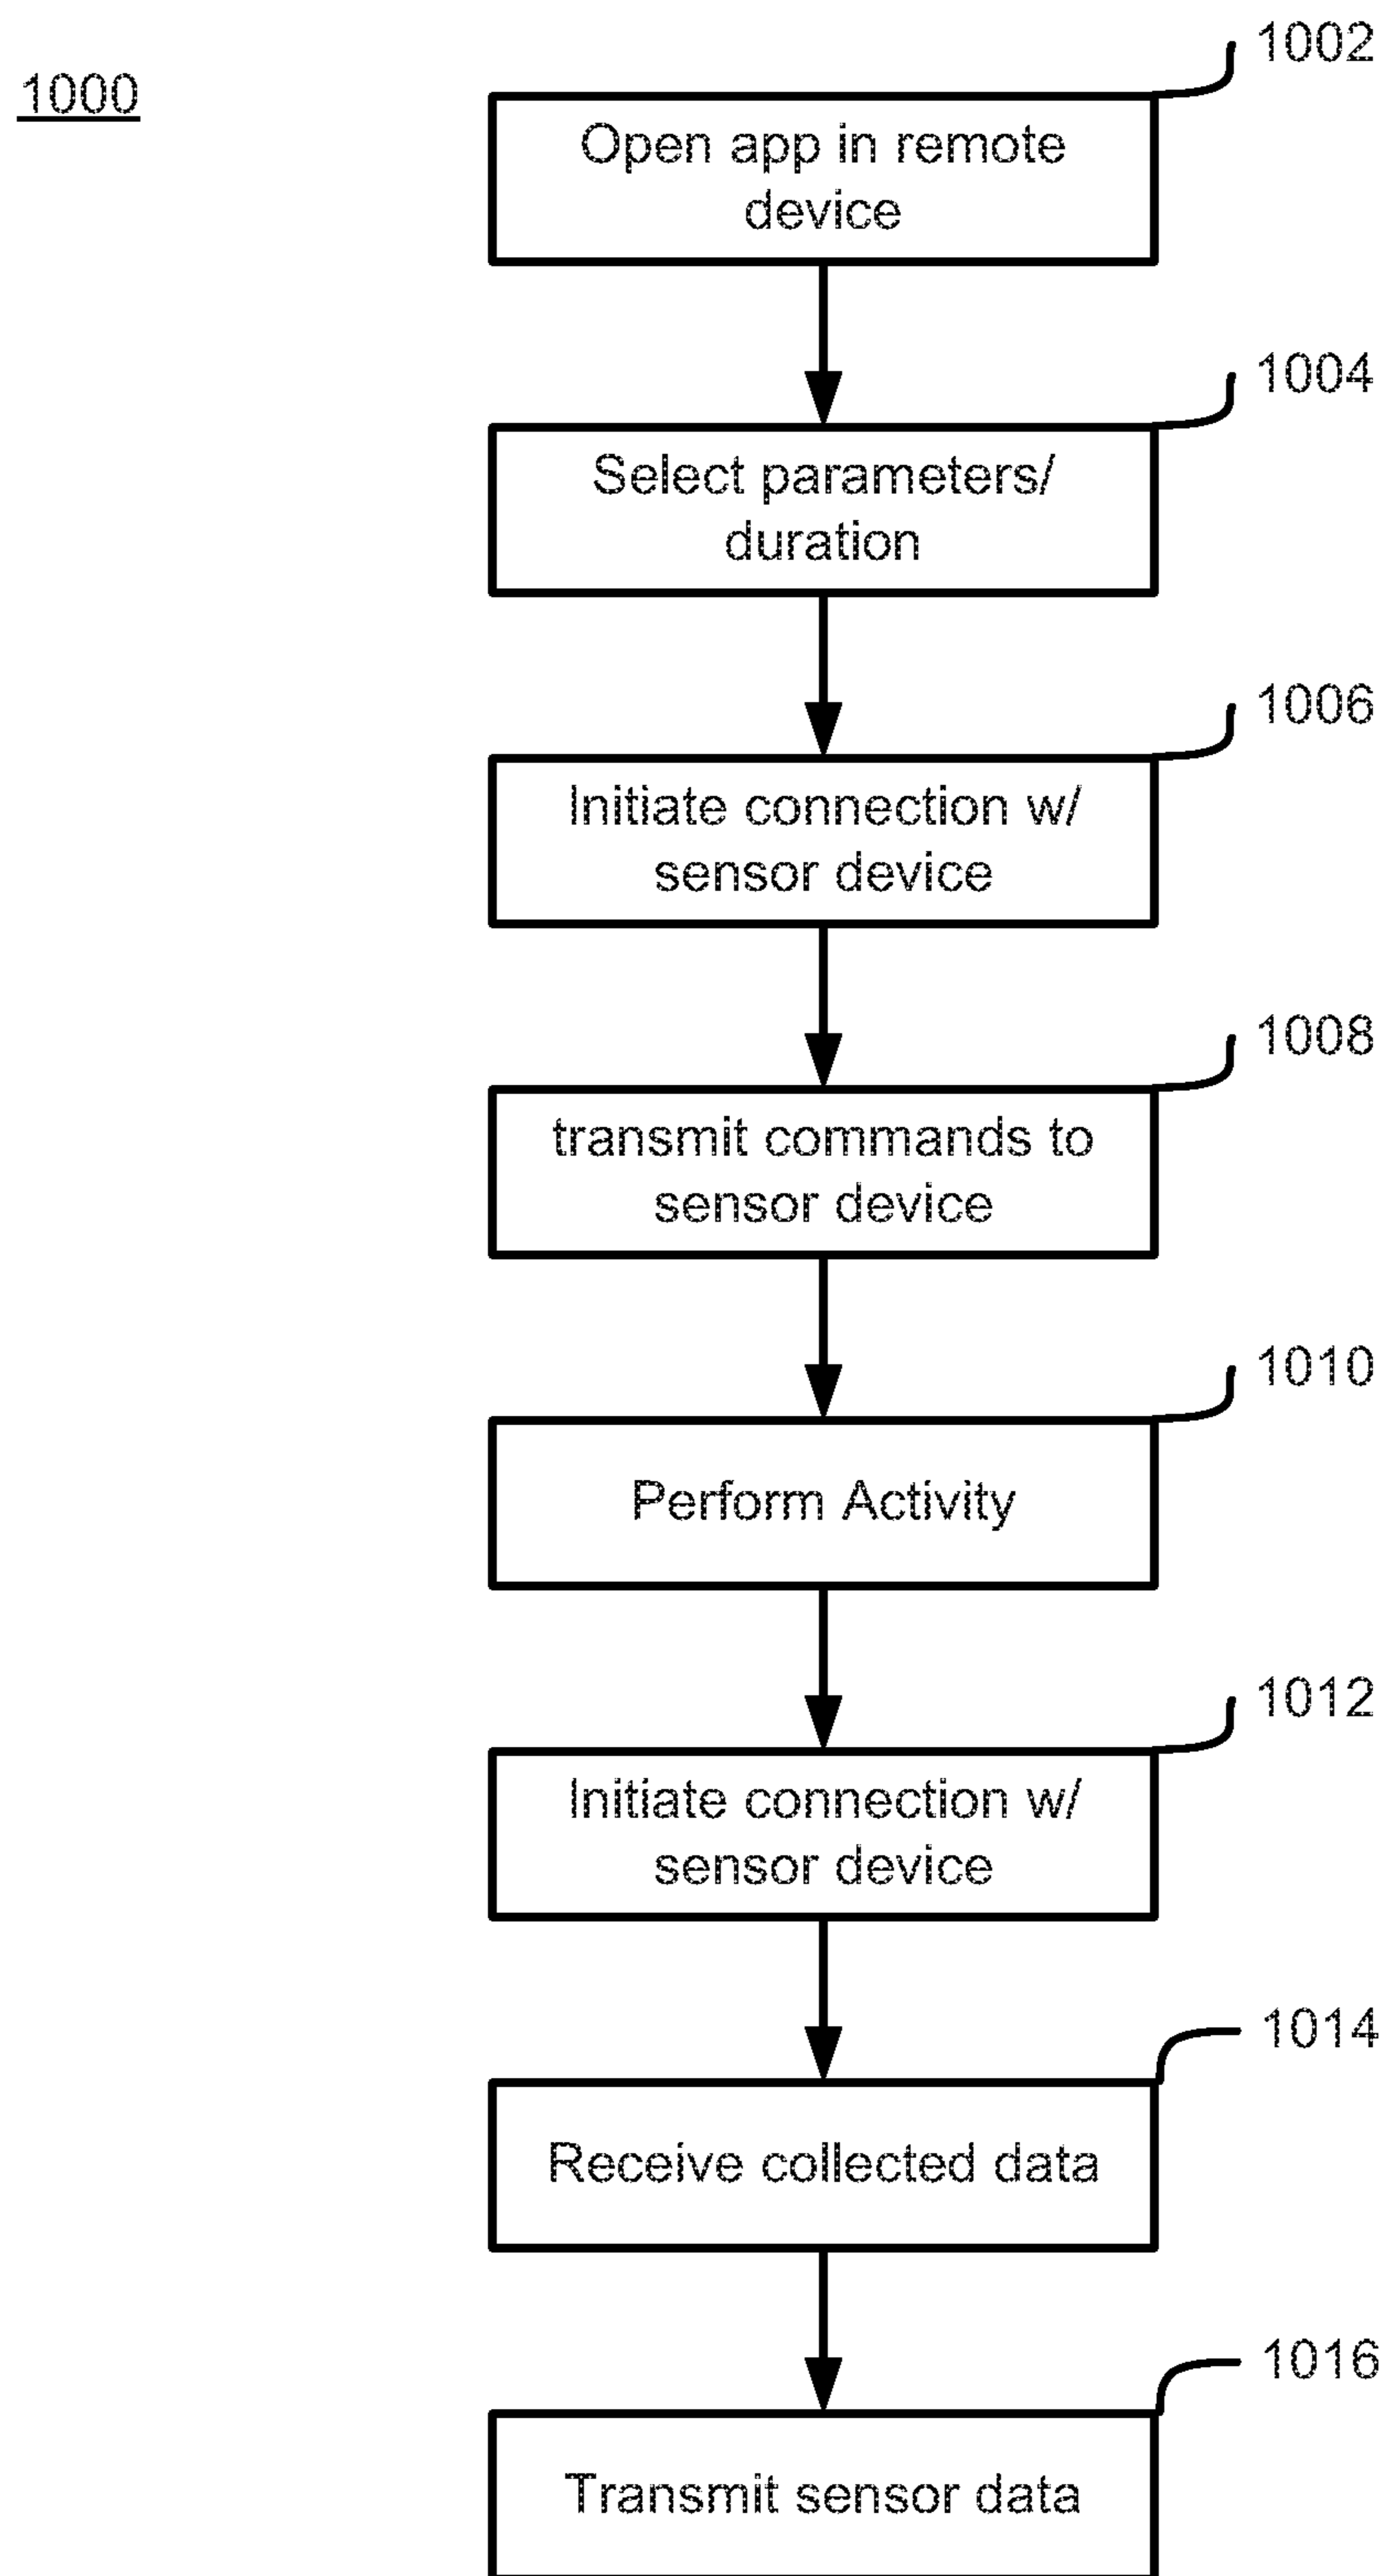 1000
1002
Open app in remote
device
1004
Select parameters/
duration
1006
Initiate connection w/
sensor device
1008
transmit commands to
sensor device
1010
Perform Activity
1012
Initiate connection w/
sensor device
1014
Receive collected data
1016
Transmit sensor data